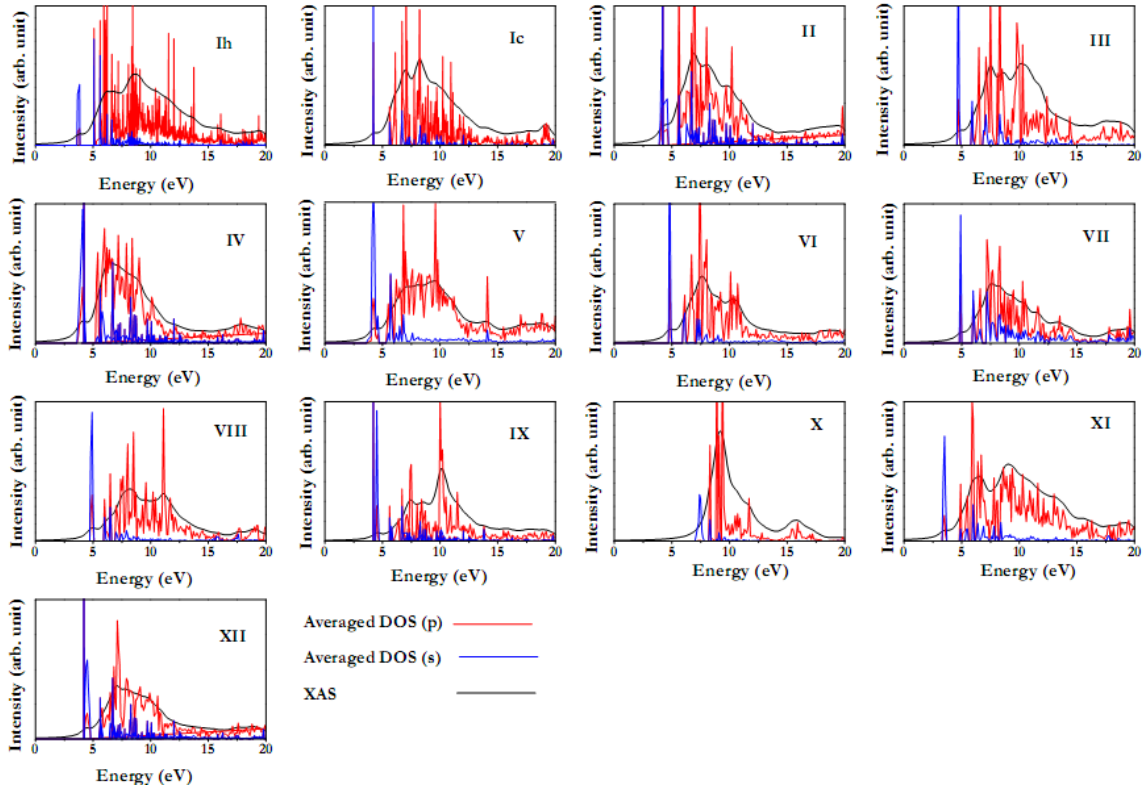 Intensity (arb. unit)
Ih
0 5 10 15 20
Energy (eV)
Intensity (arb. unit)
Ic
0 5 10 15 20
Energy (eV)
Intensity (arb. unit)
II
0 5 10 15 20
Energy (eV)
Intensity (arb. unit)
III
0 5 10 15 20
Energy (eV)
Intensity (arb. unit)
IV
0 5 10 15 20
Energy (eV)
Intensity (arb. unit)
V
0 5 10 15 20
Energy (eV)
Intensity (arb. unit)
VI
0 5 10 15 20
Energy (eV)
Intensity (arb. unit)
VII
0 5 10 15 20
Energy (eV)
Intensity (arb. unit)
VIII
0 5 10 15 20
Energy (eV)
Intensity (arb. unit)
IX
0 5 10 15 20
Energy (eV)
Intensity (arb. unit)
X
0 5 10 15 20
Energy (eV)
Intensity (arb. unit)
XI
0 5 10 15 20
Energy (eV)
Intensity (arb. unit)
XII
0 5 10 15 20
Energy (eV)
Averaged DOS (p)
Averaged DOS (s)
XAS